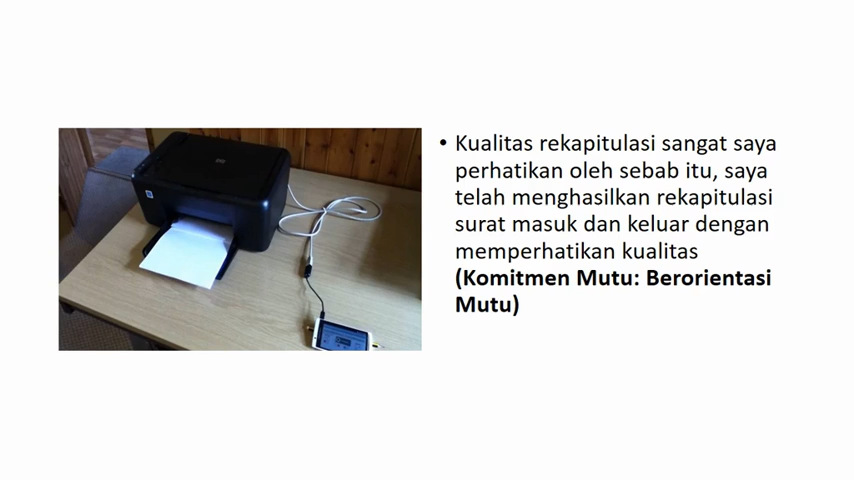 • Kualitas rekapitulasi sangat saya
perhatikan oleh sebab itu, saya
telah menghasilkan rekapitulasi
surat masuk dan keluar dengan
memperhatikan kualitas
(Komitmen Mutu: Berorientasi
Mutu)